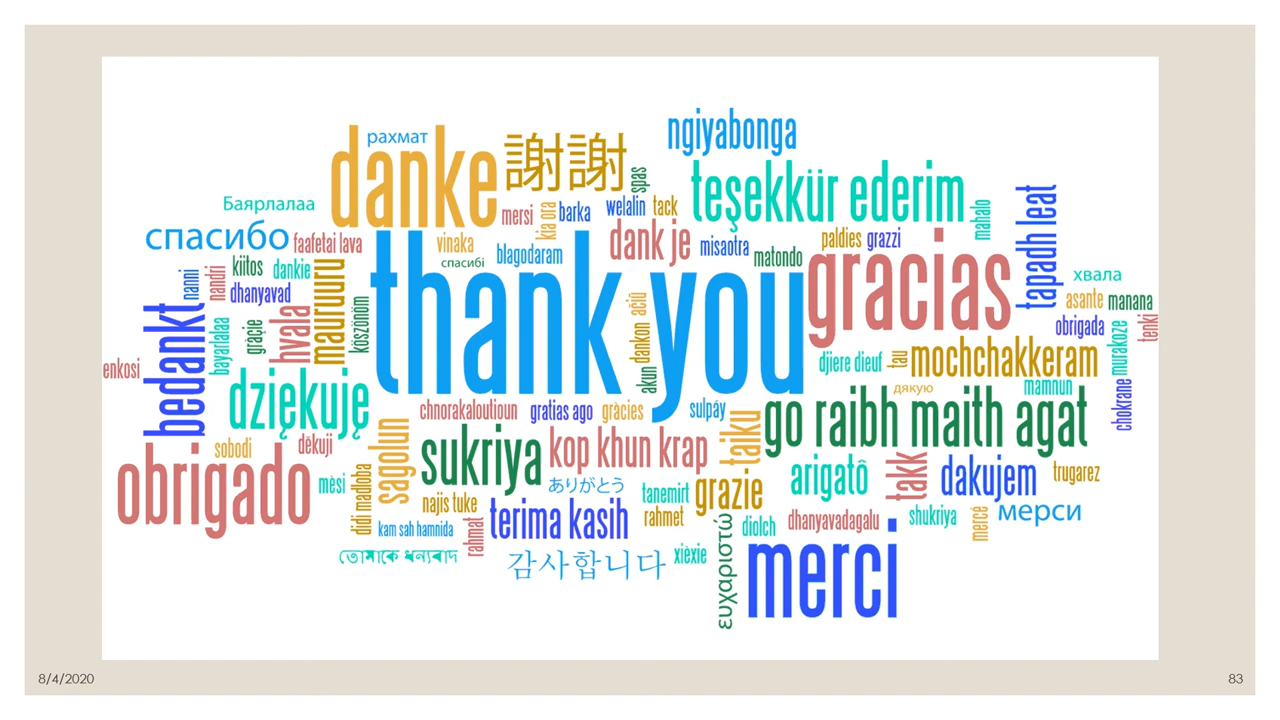 ngiyabonga
рахмат
danke
謝謝
spas
teşekkür ederim
tapadh leat
Баярлалаа
mersi
kia ora
barka
welalin
tack
mahalo
спасибо
faafetai lava
vinaka
blagodaram
dank je
misaotra
paldies
grazzi
спасибі
matondo
thank you
gracias
хвала
nanni
nandri
kiitos
dankie
dhanyavad
mauruuru
köszönöm
asante
manana
bedankt
bayarlalaa
gràçie
hvala
dankon
ačiū
akun
obrigada
murakoze
tenki
enkosi
djiere dieuf
tau
mochchakkeram
dziękuję
дякую
mamnun
chokrane
chnorakaloutioun
gratias ago
gràcies
sulpáy
taiku
go raibh maith agat
sobodi
dėkuji
sagolun
sukriya
kop khun krap
obrigado
mèsi
didi madloba
najis tuke
ありがとう
tanemirt
grazie
arigatô
takk
dakujem
trugarez
kam sah hamnida
rahmat
terima kasih
rahmet
diolch
dhanyavadagalu
shukriya
mercé
мерси
তোমাকে ধন্যবাদ
감사합니다
xièxie
ευχαριστώ
merci
8/4/2020
83